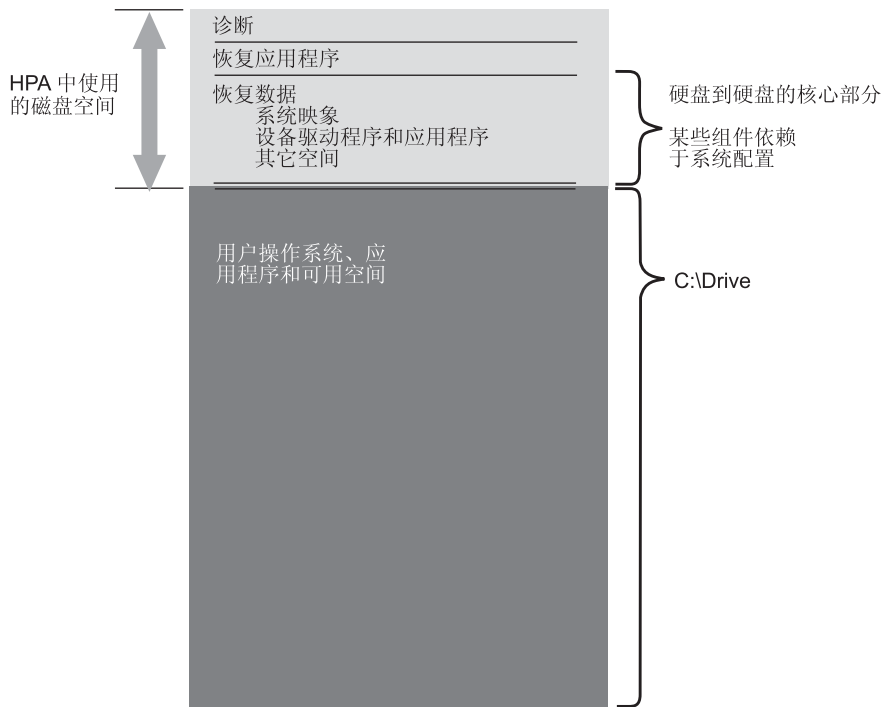 诊断
恢复应用程序
HPA 中使用
的磁盘空间
恢复数据
系统映象
设备驱动程序和应用程序
其它空间
硬盘到硬盘的核心部分
某些组件依赖
于系统配置
用户操作系统、应
用程序和可用空间
C:\Drive